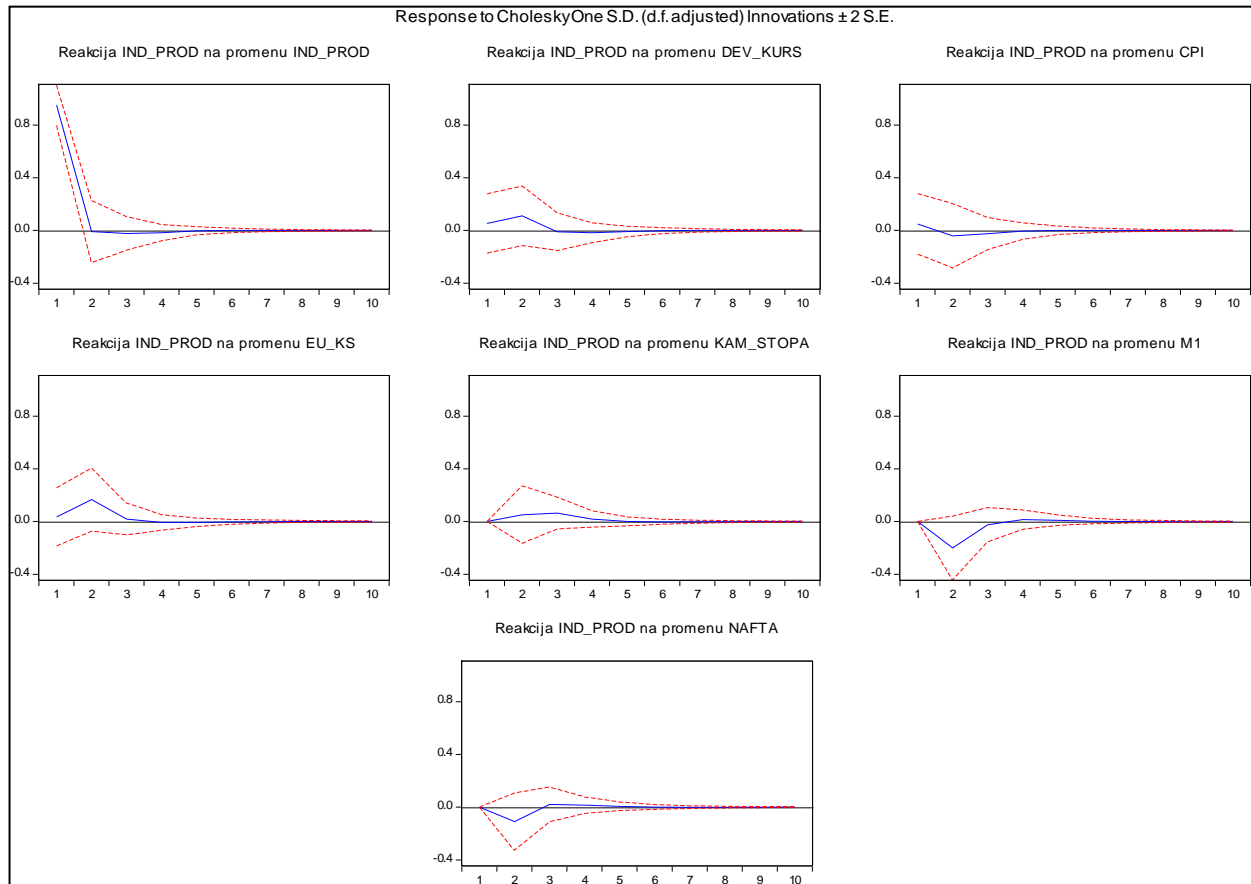 Response to Cholesky One S.D. (d.f. adjusted) Innovations ± 2 S.E.
Reakcija IND_PROD na promenu IND_PROD
Reakcija IND_PROD na promenu DEV_KURS
Reakcija IND_PROD na promenu CPI
0.8 0.8 0.8
0.4 0.4 0.4
0.0 0.0 0.0
-0.4 -0.4 -0.4
1 2 3 4 5 6 7 8 9 10 1 2 3 4 5 6 7 8 9 10 1 2 3 4 5 6 7 8 9 10
Reakcija IND_PROD na promenu EU_KS
Reakcija IND_PROD na promenu KAM_STOPA
Reakcija IND_PROD na promenu M1
0.8 0.8 0.8
0.4 0.4 0.4
0.0 0.0 0.0
-0.4 -0.4 -0.4
1 2 3 4 5 6 7 8 9 10 1 2 3 4 5 6 7 8 9 10 1 2 3 4 5 6 7 8 9 10
Reakcija IND_PROD na promenu NAFTA
0.8
0.4
0.0
-0.4
1 2 3 4 5 6 7 8 9 10